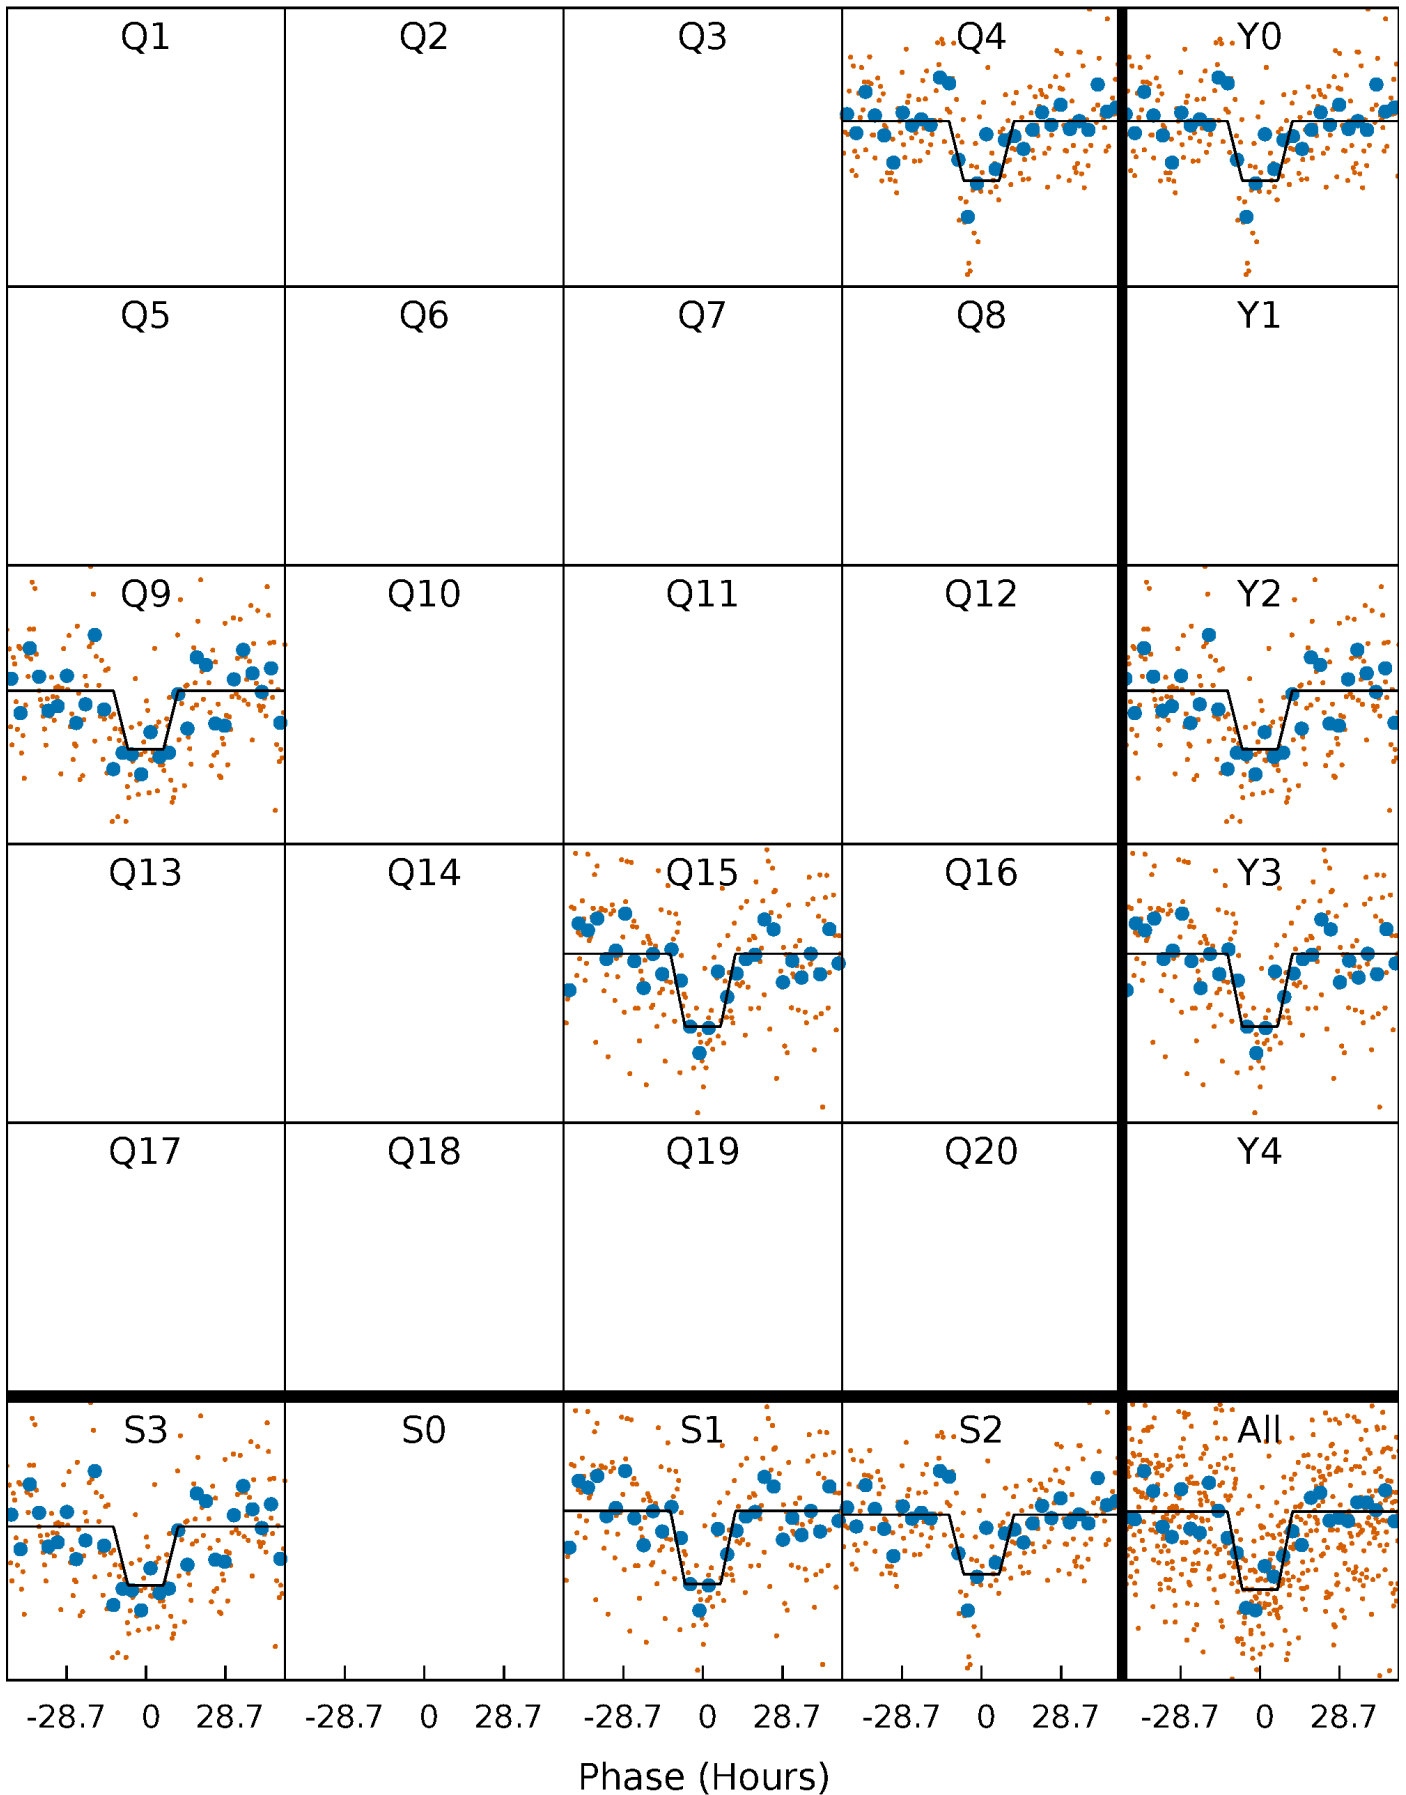 Q1 Q2 Q3 Q4 Y0
Q5 Q6 Q7 Q8 Y1
Q9 Q10 Q11 Q12 Y2
Q13 Q14 Q15 Q16 Y3
Q17 Q18 Q19 Q20 Y4
S3 S0 S1 S2 All
-28.7 0 28.7 -28.7 0 28.7 -28.7 0 28.7 -28.7 0 28.7 -28.7 0 28.7
Phase (Hours)